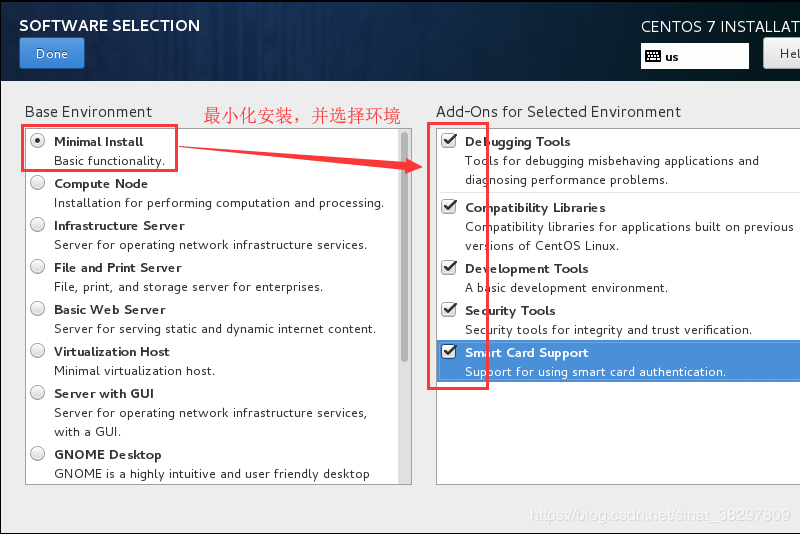 SOFTWARE SELECTION
CENTOS 7 INSTALLAT
Done
us
Hel
Base Environment
最小化安装，并选择环境
Add-Ons for Selected Environment
Minimal Install
Basic functionality.
Compute Node
Installation for performing computation and processing.
Infrastructure Server
Server for operating network infrastructure services.
File and Print Server
File, print, and storage server for enterprises.
Basic Web Server
Server for serving static and dynamic internet content.
Virtualization Host
Minimal virtualization host.
Server with GUI
Server for operating network infrastructure services,
with a GUI.
GNOME Desktop
GNOME is a highly intuitive and user friendly desktop
Debugging Tools
Tools for debugging misbehaving applications and
diagnosing performance problems.
Compatibility Libraries
Compatibility libraries for applications built on previous
versions of CentOS Linux.
Development Tools
A basic development environment.
Security Tools
Security tools for integrity and trust verification.
Smart Card Support
Support for using smart card authentication.
https://blog.csdn.net/sinat_38297809